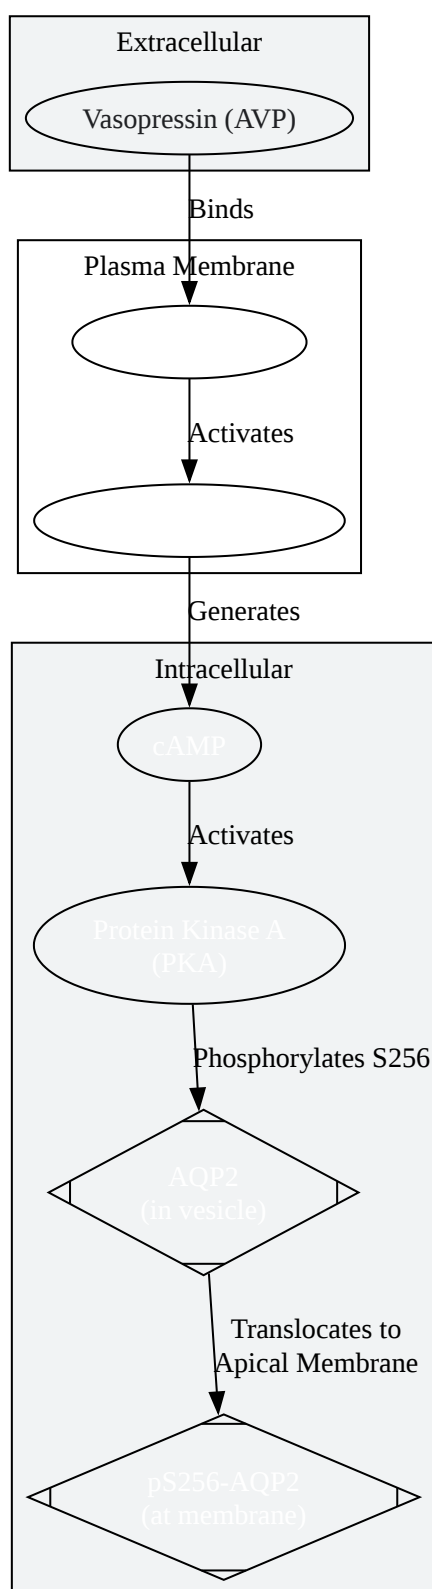 Extracellular
Vasopressin (AVP)
Binds
Plasma Membrane
Activates
Generates
Intracellular
cAMP
Activates
Protein Kinase A
(PKA)
Phosphorylates S256
AQP2
(in vesicle)
Translocates to
Apical Membrane
pS256-AQP2
(at membrane)